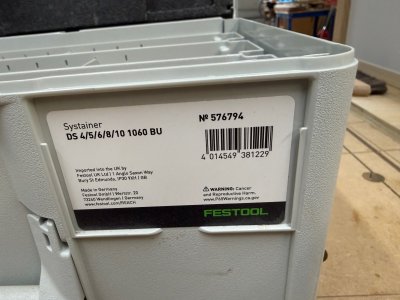 Systainer
DS 4/5/6/8/10 1060 BU
Nº 576794
4 014549 381229
Imported into the UK by
Festool UK Ltd | 1 Anglo Saxon Way
Bury St Edmunds, IP30 9XH | GB
Made in Germany
Festool GmbH | Wertstr. 20
73240 Wendlingen | Germany
www.festool.com/REACH
WARNING: Cancer
and Reproductive Harm.
www.P65Warnings.ca.gov
FESTOOL